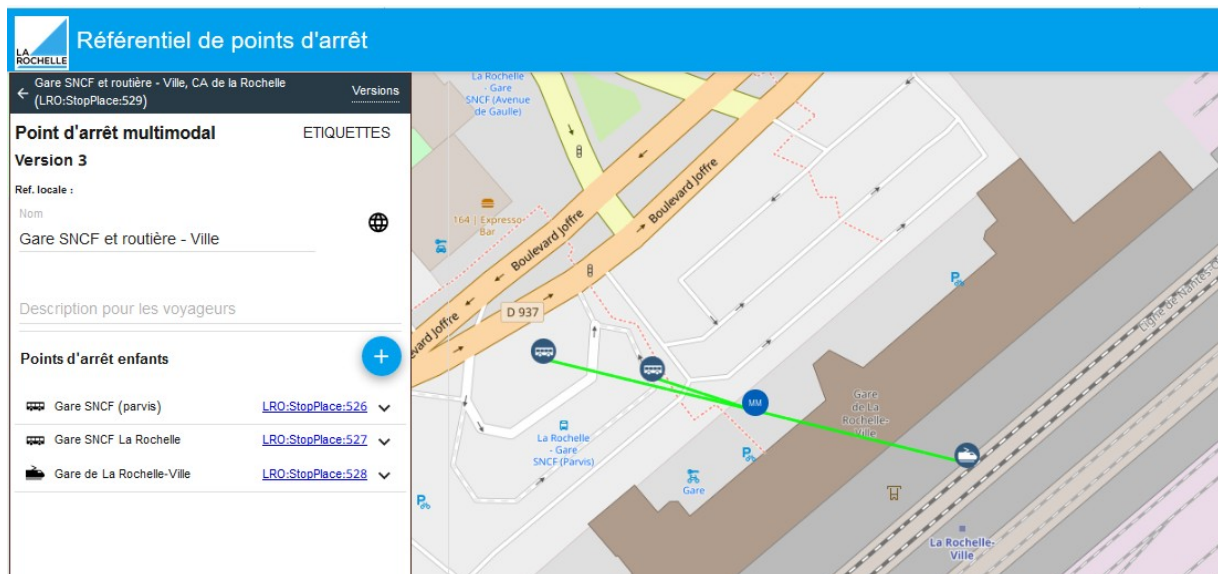 LA
ROCHELLE
Référentiel de points d'arrêt
Gare SNCF et routière - Ville, CA de la Rochelle
(LRO:StopPlace:529)
Versions
Point d'arrêt multimodal
ETIQUETTES
Version 3
Ref. locale :
Nom
Gare SNCF et routière - Ville
Description pour les voyageurs
Points d'arrêt enfants
+
Gare SNCF (parvis) LRO:StopPlace:526
Gare SNCF La Rochelle LRO:StopPlace:527
Gare de La Rochelle-Ville LRO:StopPlace:528
La Rochelle
- Gare
SNCF (Avenue
de Gaulle)
164 | Expresso
Bar
Boulevard Joffre
Boulevard Joffre
evard Joffre
D 937
vard Joffre
MM
La Rochelle
- Gare
SNCF (Parvis)
Gare
Gare
de La
Rochelle-
Ville
Ligne de Nantes
La Rochelle-
Ville